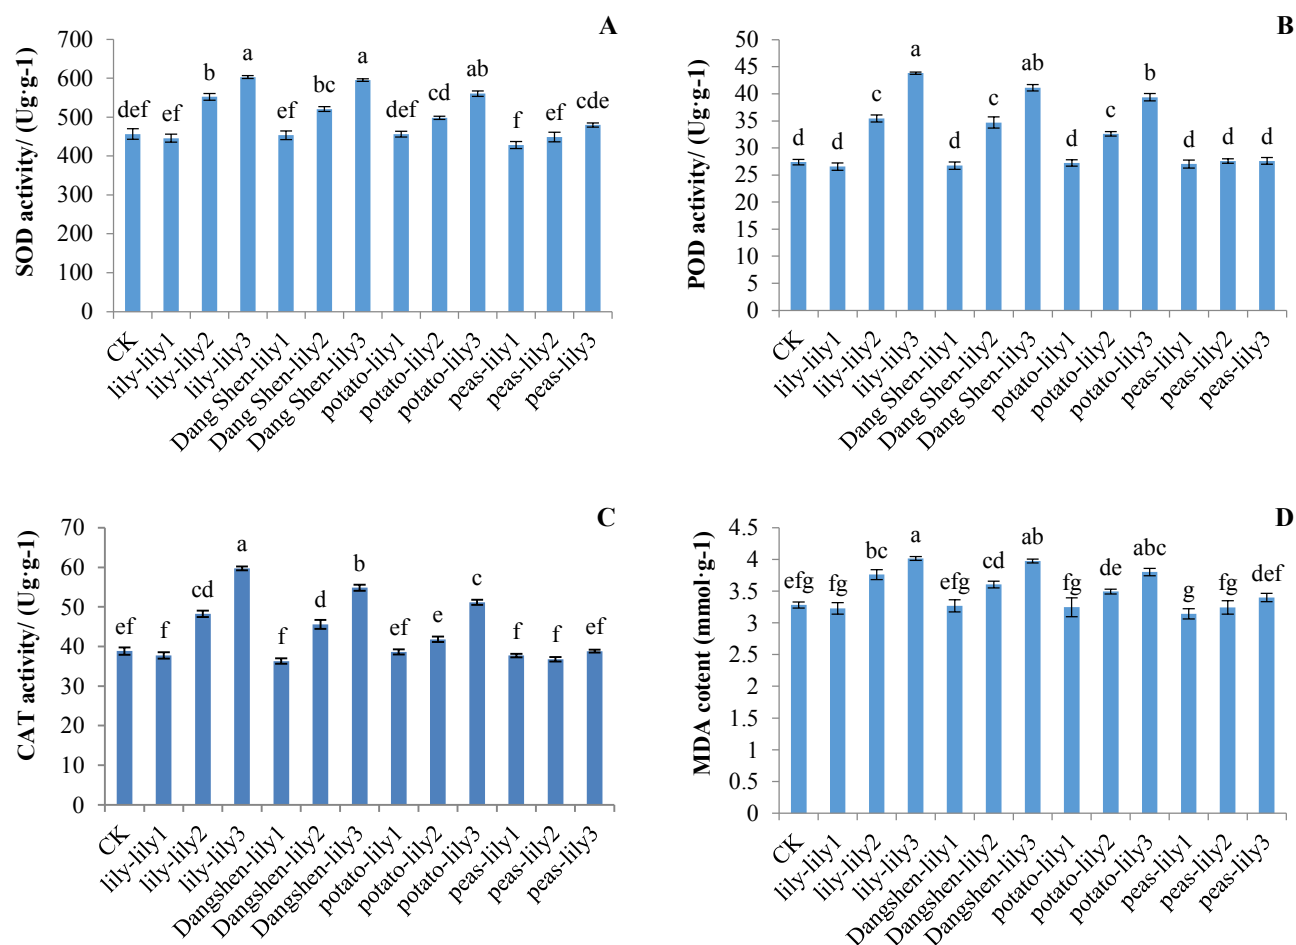 A
SOD activity/ (Ug·g-1)
700
600
500
400
300
200
100
0
def
ef
b
a
ef
bc
a
def
cd
ab
f
ef
cde
CK
lily-lily1
lily-lily2
lily-lily3
Dang Shen-lily1
Dang Shen-lily2
Dang Shen-lily3
potato-lily1
potato-lily2
potato-lily3
peas-lily1
peas-lily2
peas-lily3
B
POD activity/ (Ug·g-1)
50
45
40
35
30
25
20
15
10
5
0
d
d
c
a
d
c
ab
d
c
b
d
d
d
CK
lily-lily1
lily-lily2
lily-lily3
Dang Shen-lily1
Dang Shen-lily2
Dang Shen-lily3
potato-lily1
potato-lily2
potato-lily3
peas-lily1
peas-lily2
peas-lily3
C
CAT activity/ (Ug·g-1)
70
60
50
40
30
20
10
0
ef
f
cd
a
f
d
b
ef
e
c
f
f
ef
CK
lily-lily1
lily-lily2
lily-lily3
Dangshen-lily1
Dangshen-lily2
Dangshen-lily3
potato-lily1
potato-lily2
potato-lily3
peas-lily1
peas-lily2
peas-lily3
D
MDA cotent (mmol·g-1)
4.5
4
3.5
3
2.5
2
1.5
1
0.5
0
efg
fg
bc
a
efg
cd
ab
fg
de
abc
g
fg
def
CK
lily-lily1
lily-lily2
lily-lily3
Dangshen-lily1
Dangshen-lily2
Dangshen-lily3
potato-lily1
potato-lily2
potato-lily3
peas-lily1
peas-lily2
peas-lily3